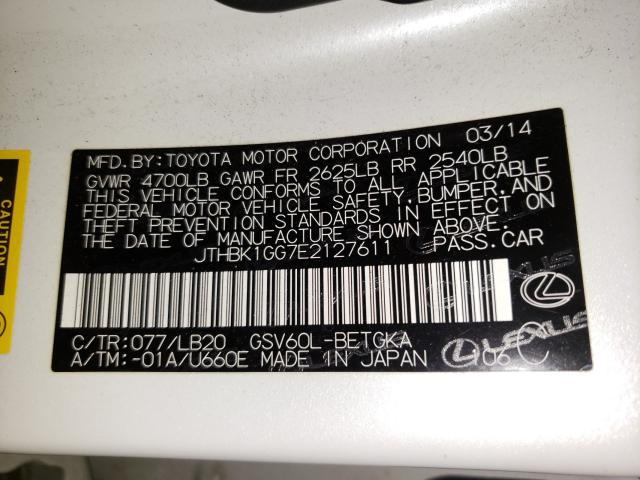 MFD. BY: TOYOTA MOTOR CORPORATION 03/14
GVWR 4700LB GAWR FR 2625LB RR 2540LB
THIS VEHICLE CONFORMS TO ALL APPLICABLE
FEDERAL MOTOR VEHICLE SAFETY, BUMPER, AND
THEFT PREVENTION STANDARDS IN EFFECT ON
THE DATE OF MANUFACTURE SHOWN ABOVE.
JTHBK1GG7E2127611 PASS. CAR
C/TR: 077/LB20 GSV60L-BETGKA
A/TM: -01A/U660E MADE IN JAPAN 06 C
LEXUS
CAUTION